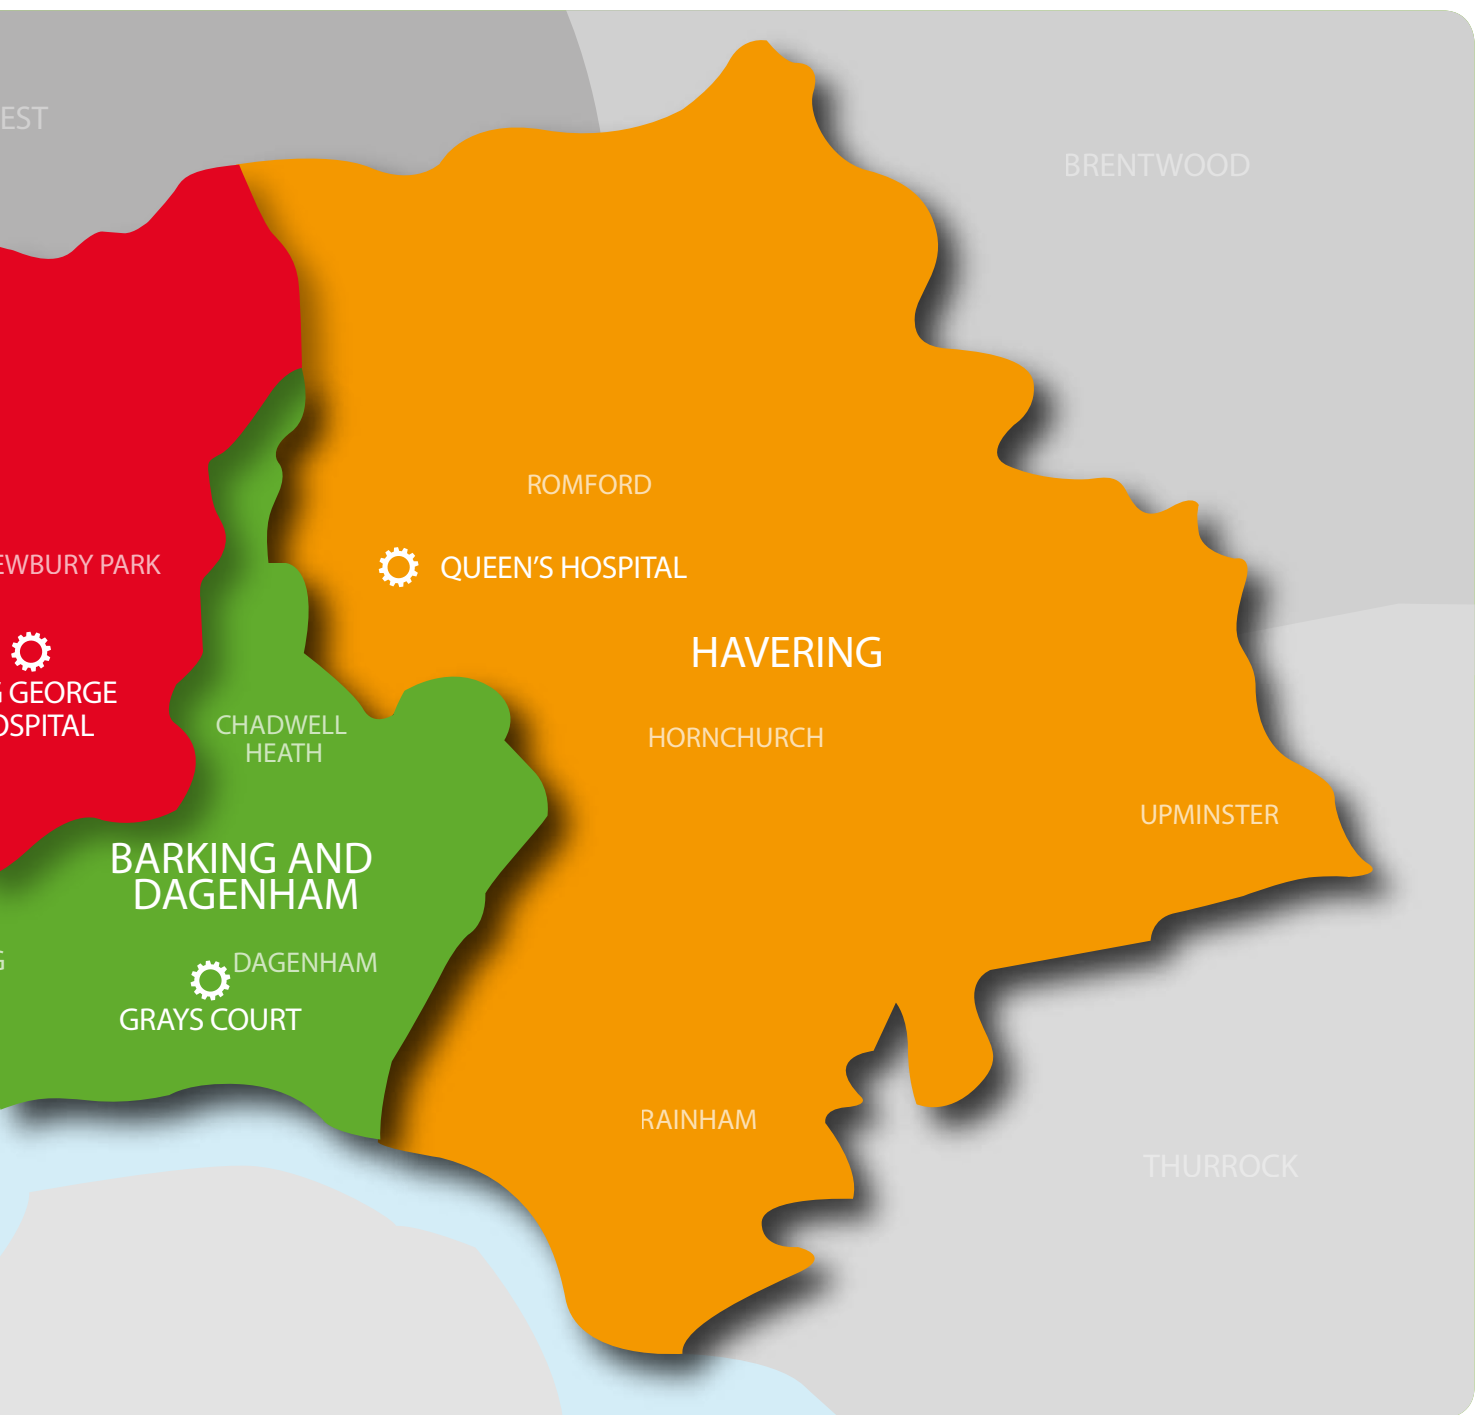 EST
BRENTWOOD
ROMFORD
EWBURY PARK
QUEEN'S HOSPITAL
HAVERING
GEORGE
OSPITAL
CHADWELL
HEATH
HORNCHURCH
UPMINSTER
BARKING AND
DAGENHAM
G
DAGENHAM
GRAYS COURT
RAINHAM
THURROCK